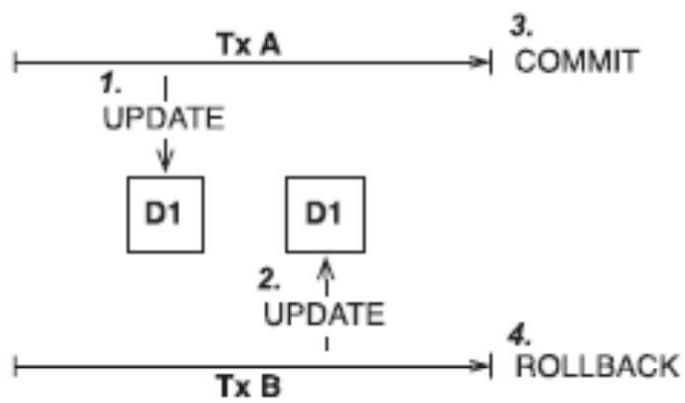 Tx A
3.
COMMIT
1.
UPDATE
D1
D1
2.
UPDATE
4.
ROLLBACK
Tx B